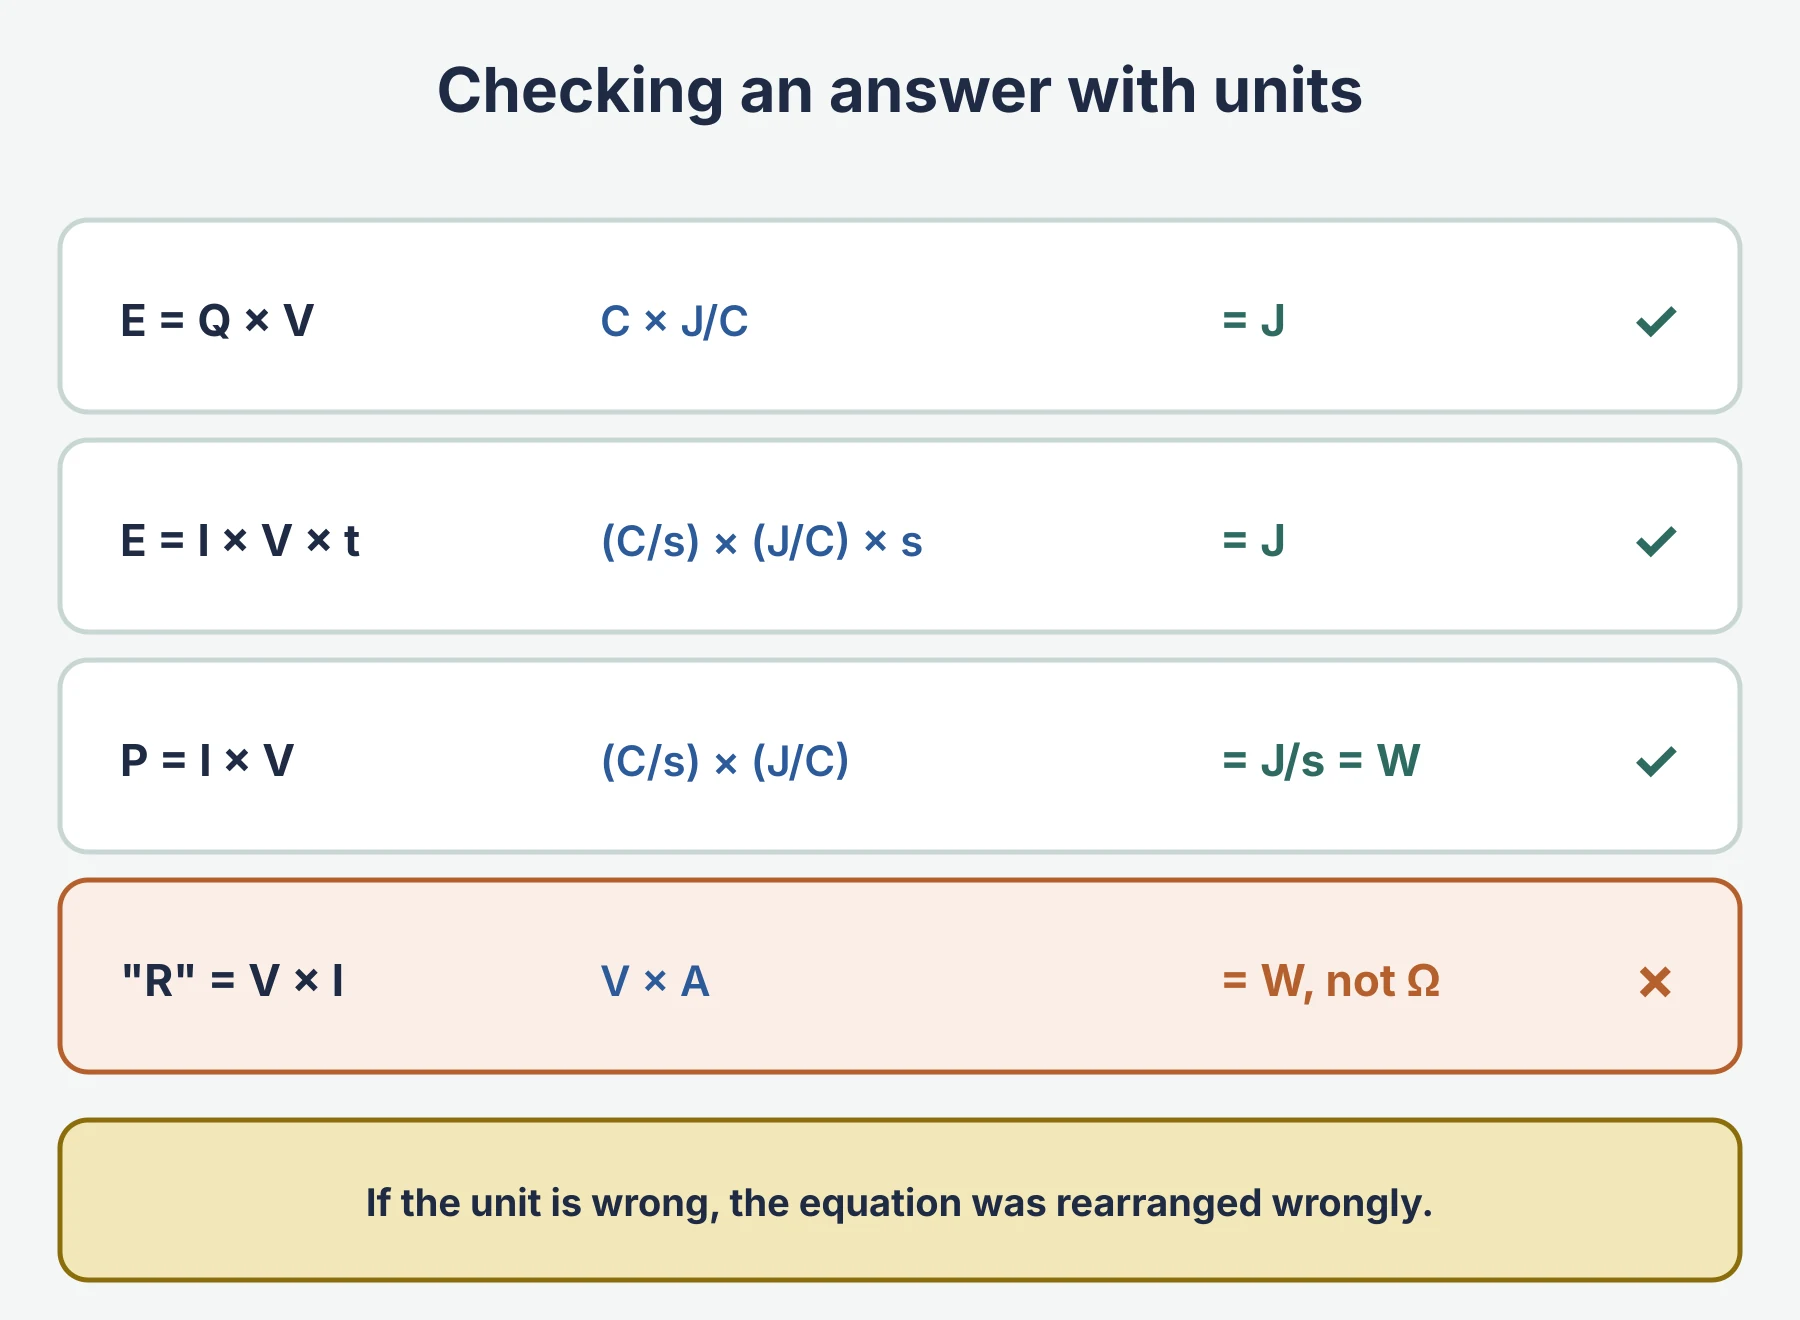 Checking an answer with units
E = Q × V C × J/C = J ✓
E = I × V × t (C/s) × (J/C) × s = J ✓
P = I × V (C/s) × (J/C) = J/s = W ✓
"R" = V × I V × A = W, not Ω ✕
If the unit is wrong, the equation was rearranged wrongly.